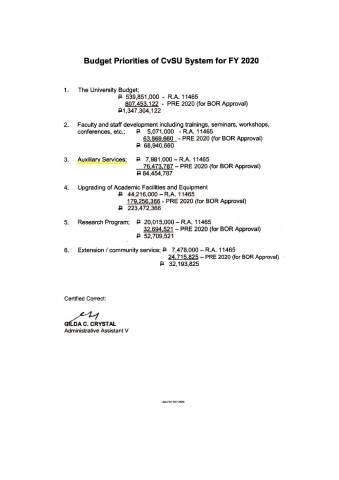 Budget Priorities of CvSU System for FY 2020
1. The University Budget;
₱ 539,851,000 - R.A. 11465
807,453,122 - PRE 2020 (for BOR Approval)
₱1,347,304,122
2. Faculty and staff development including trainings, seminars, workshops,
conferences, etc.; ₱ 5,071,000 - R.A. 11465
63,869,660 - PRE 2020 (for BOR Approval)
₱ 68,940,660
3. Auxiliary Services; ₱ 7,981,000 – R.A. 11465
76,473,787 – PRE 2020 (for BOR Approval)
₱ 84,454,787
4. Upgrading of Academic Facilities and Equipment
₱ 44,216,000 – R.A. 11465
179,256,366 - PRE 2020 (for BOR Approval)
₱ 223,472,366
5. Research Program; ₱ 20,015,000 – R.A. 11465
32,694,521 – PRE 2020 (for BOR Approval)
₱ 52,709,521
6. Extension / community service; ₱ 7,478,000 – R.A. 11465
24,715,825 – PRE 2020 (for BOR Approval)
₱ 32,193,825
Certified Correct:
GILDA C. CRYSTAL
Administrative Assistant V